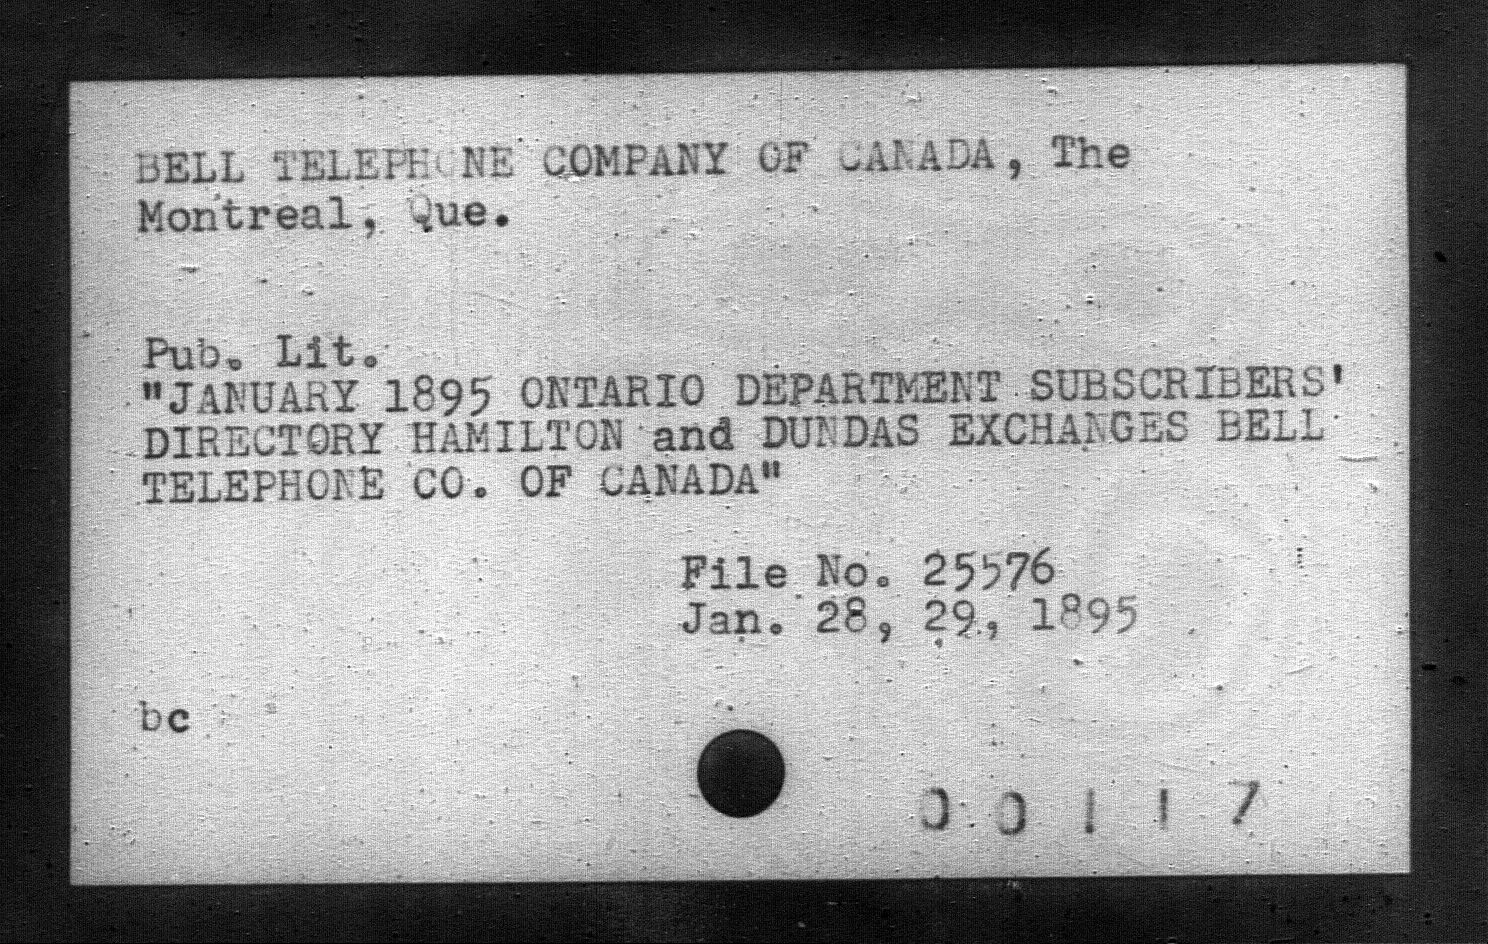 BELL TELEPHONE COMPANY OF CANADA, The
Montreal, Que.
Pub. Lit.
"JANUARY 1895 ONTARIO DEPARTMENT SUBSCRIBERS'
DIRECTORY HAMILTON and DUNDAS EXCHANGES BELL
TELEPHONE CO. OF CANADA"
File No. 25576
Jan. 28, 29, 1895
bc
00117